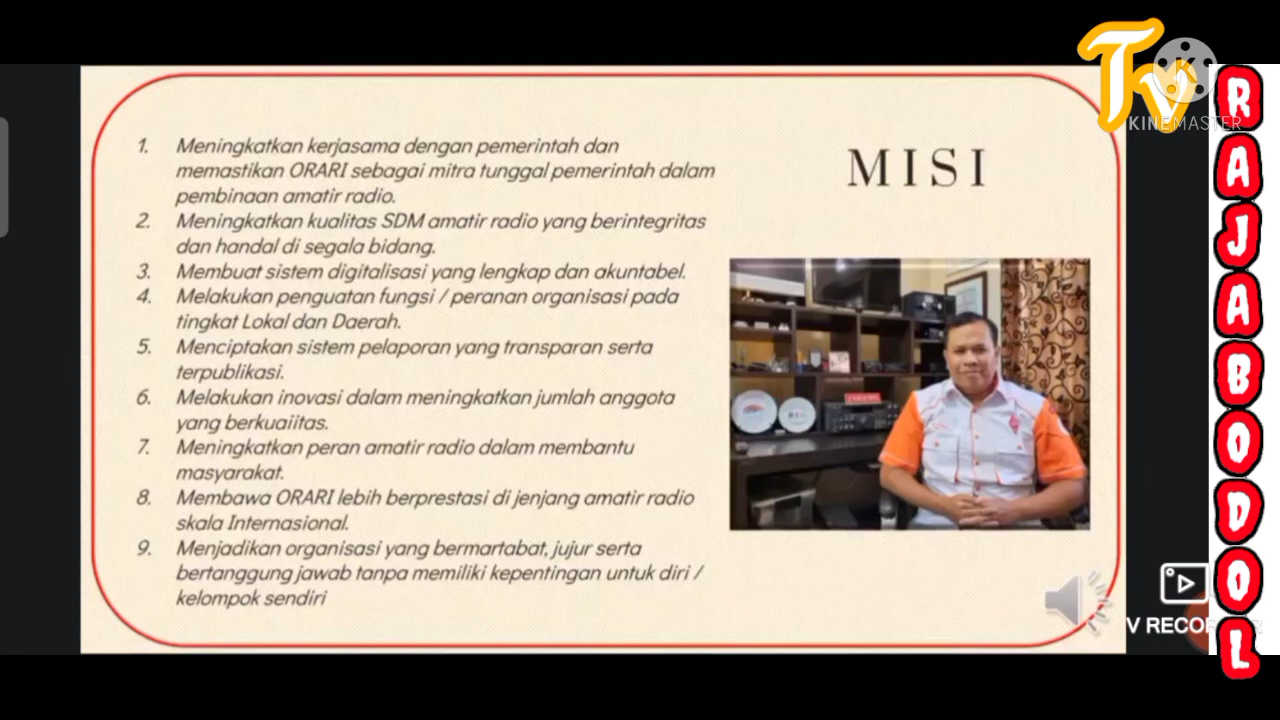 Tv
KINEMASTER
MISI
1. Meningkatkan kerjasama dengan pemerintah dan
memastikan ORARI sebagai mitra tunggal pemerintah dalam
pembinaan amatir radio.
2. Meningkatkan kualitas SDM amatir radio yang berintegritas
dan handal di segala bidang.
3. Membuat sistem digitalisasi yang lengkap dan akuntabel.
4. Melakukan penguatan fungsi / peranan organisasi pada
tingkat Lokal dan Daerah.
5. Menciptakan sistem pelaporan yang transparan serta
terpublikasi.
6. Melakukan inovasi dalam meningkatkan jumlah anggota
yang berkuaiitas.
7. Meningkatkan peran amatir radio dalam membantu
masyarakat.
8. Membawa ORARI lebih berprestasi di jenjang amatir radio
skala Internasional.
9. Menjadikan organisasi yang bermartabat, jujur serta
bertanggung jawab tanpa memiliki kepentingan untuk diri /
kelompok sendiri
V RECOR
RAJABODOL